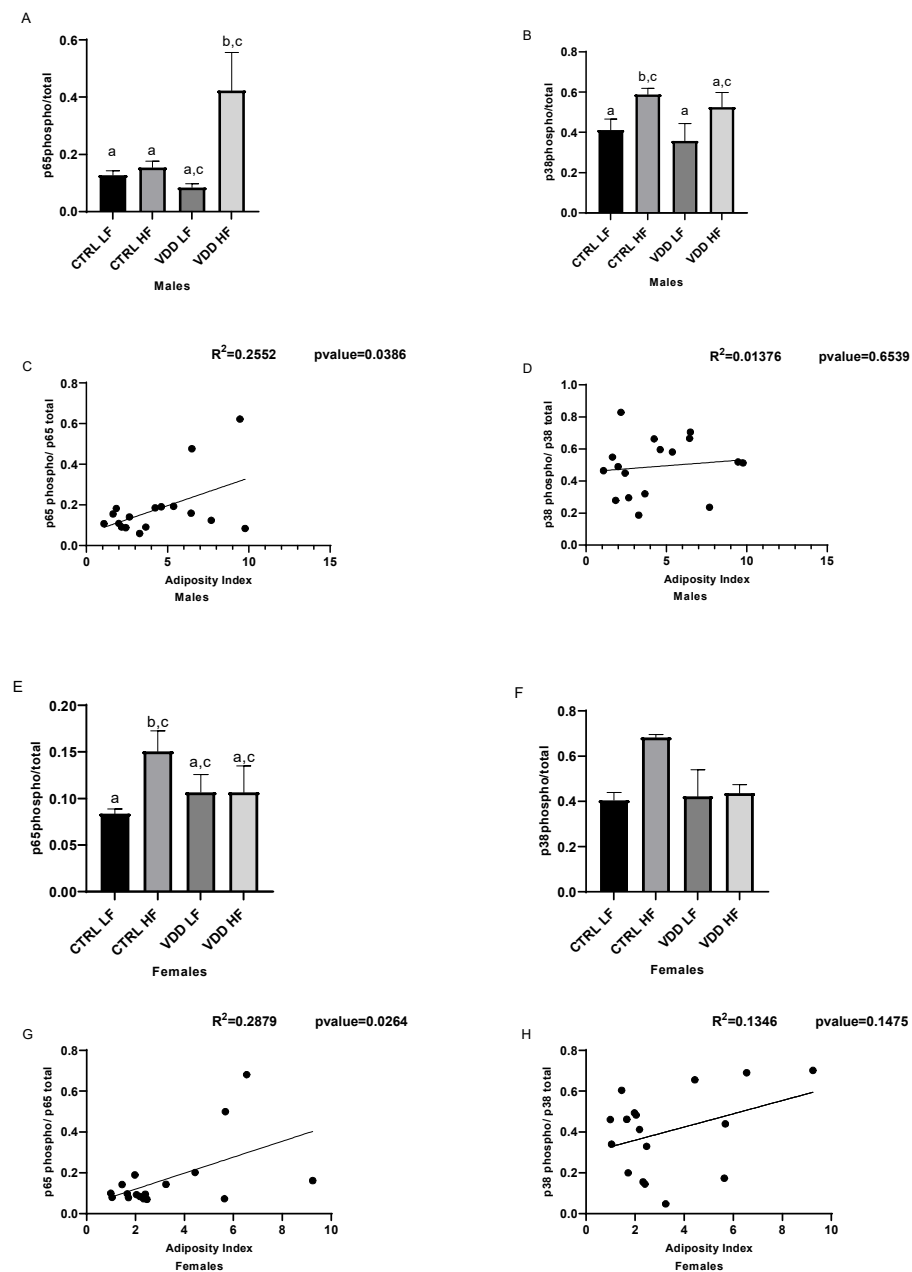 A
p65phospho/total
0.6
0.4
0.2
0.0
a
a
a,c
b,c
CTRL LF
CTRL HF
VDD LF
VDD HF
Males
B
p38phospho/total
0.8
0.6
0.4
0.2
0.0
a
b,c
a
a,c
CTRL LF
CTRL HF
VDD LF
VDD HF
Males
R²=0.2552 pvalue=0.0386
C
p65 phospho/ p65 total
0.8
0.6
0.4
0.2
0.0
0 5 10 15
Adiposity Index
Males
R²=0.01376 pvalue=0.6539
D
p38 phospho/ p38 total
1.0
0.8
0.6
0.4
0.2
0.0
0 5 10 15
Adiposity Index
Males
E
p65phospho/total
0.20
0.15
0.10
0.05
0.00
a
b,c
a,c
a,c
CTRL LF
CTRL HF
VDD LF
VDD HF
Females
F
p38phospho/total
0.8
0.6
0.4
0.2
0.0
CTRL LF
CTRL HF
VDD LF
VDD HF
Females
R²=0.2879 pvalue=0.0264
G
p65 phospho/ p65 total
0.8
0.6
0.4
0.2
0.0
0 2 4 6 8 10
Adiposity Index
Females
R²=0.1346 pvalue=0.1475
H
p38 phospho/ p38 total
0.8
0.6
0.4
0.2
0.0
0 2 4 6 8 10
Adiposity Index
Females